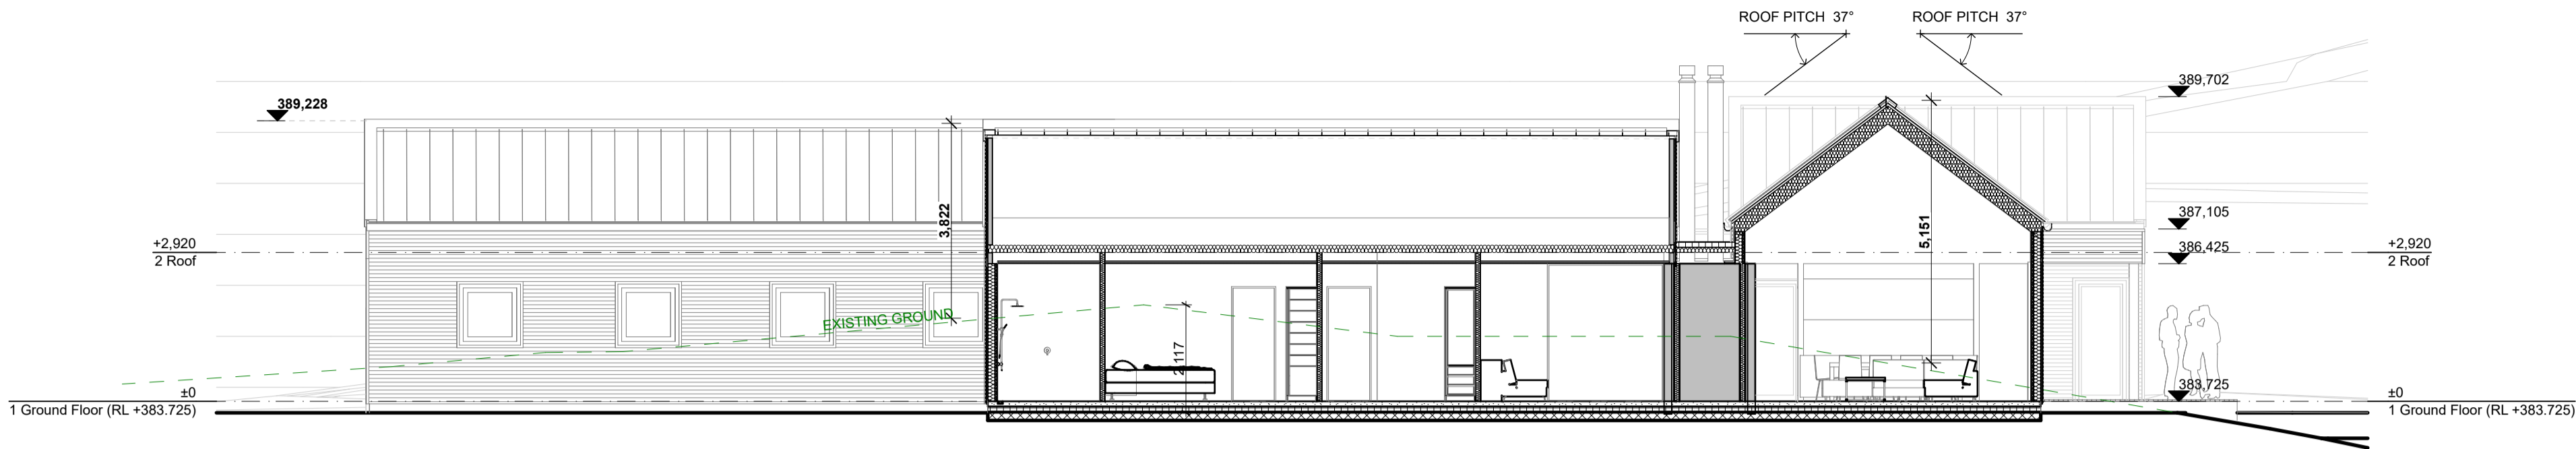 ROOF PITCH 37°
ROOF PITCH 37°
389,702
389,228
3,822
5,151
387,105
386,425
+2,920
2 Roof
+2,920
2 Roof
EXISTING GROUND
2,117
383,725
±0
1 Ground Floor (RL +383.725)
±0
1 Ground Floor (RL +383.725)